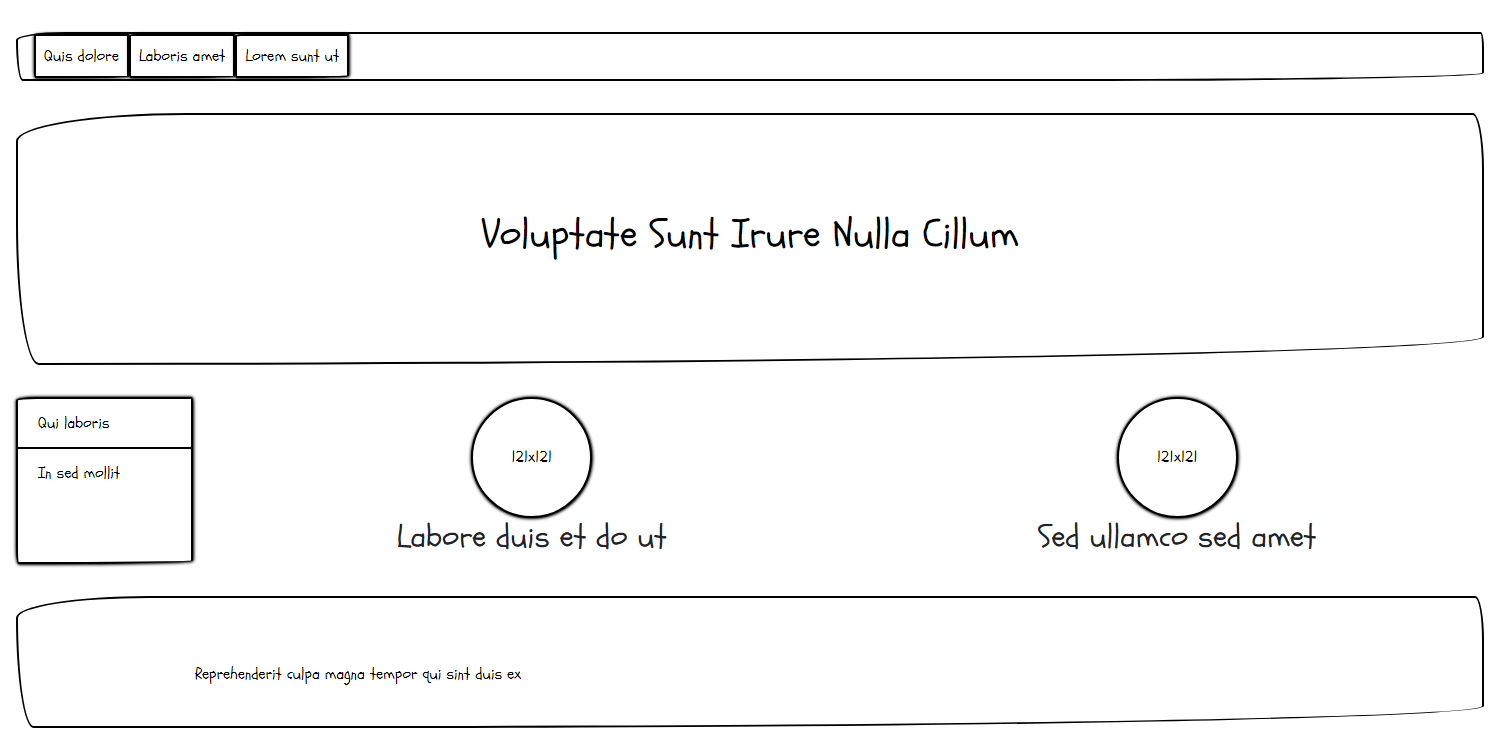 Quis dolore
Laboris amet
Lorem sunt ut
Voluptate Sunt Irure Nulla Cillum
Qui laboris
In sed mollit
121x121
121x121
Labore duis et do ut
Sed ullamco sed amet
Reprehenderit culpa magna tempor qui sint duis ex